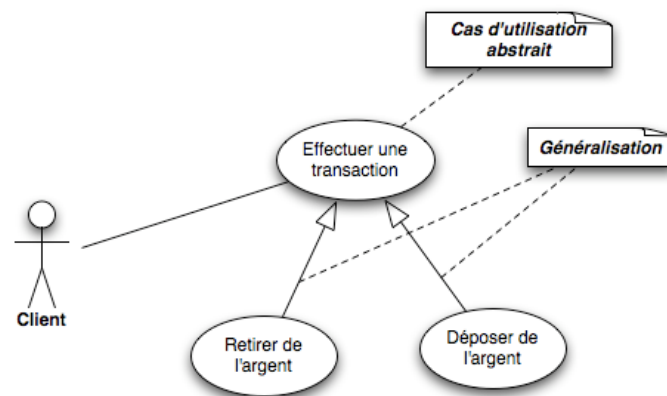 Cas d'utilisation
abstrait
Effectuer une
transaction
Généralisation
Client
Retirer de
l'argent
Déposer de
l'argent